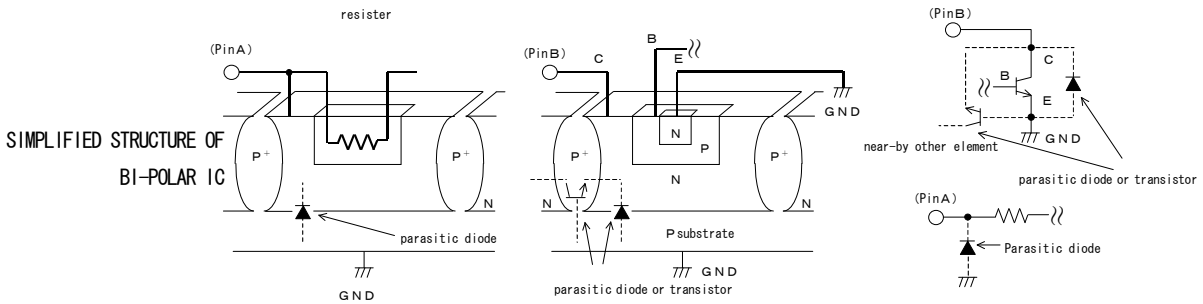 resister
(PinA)
P+
P+
N
parasitic diode
GND
SIMPLIFIED STRUCTURE OF
BI-POLAR IC
(PinB)
C
B
E
GND
N
P
P+
N
P+
N
N
P substrate
GND
parasitic diode or transistor
(PinB)
C
B
E
GND
near-by other element
parasitic diode or transistor
(PinA)
Parasitic diode